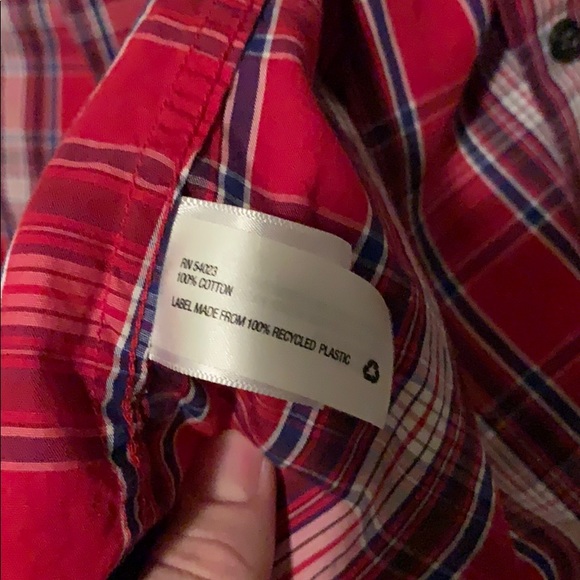 RN 54023
100% COTTON
LABEL MADE FROM 100% RECYCLED PLASTIC